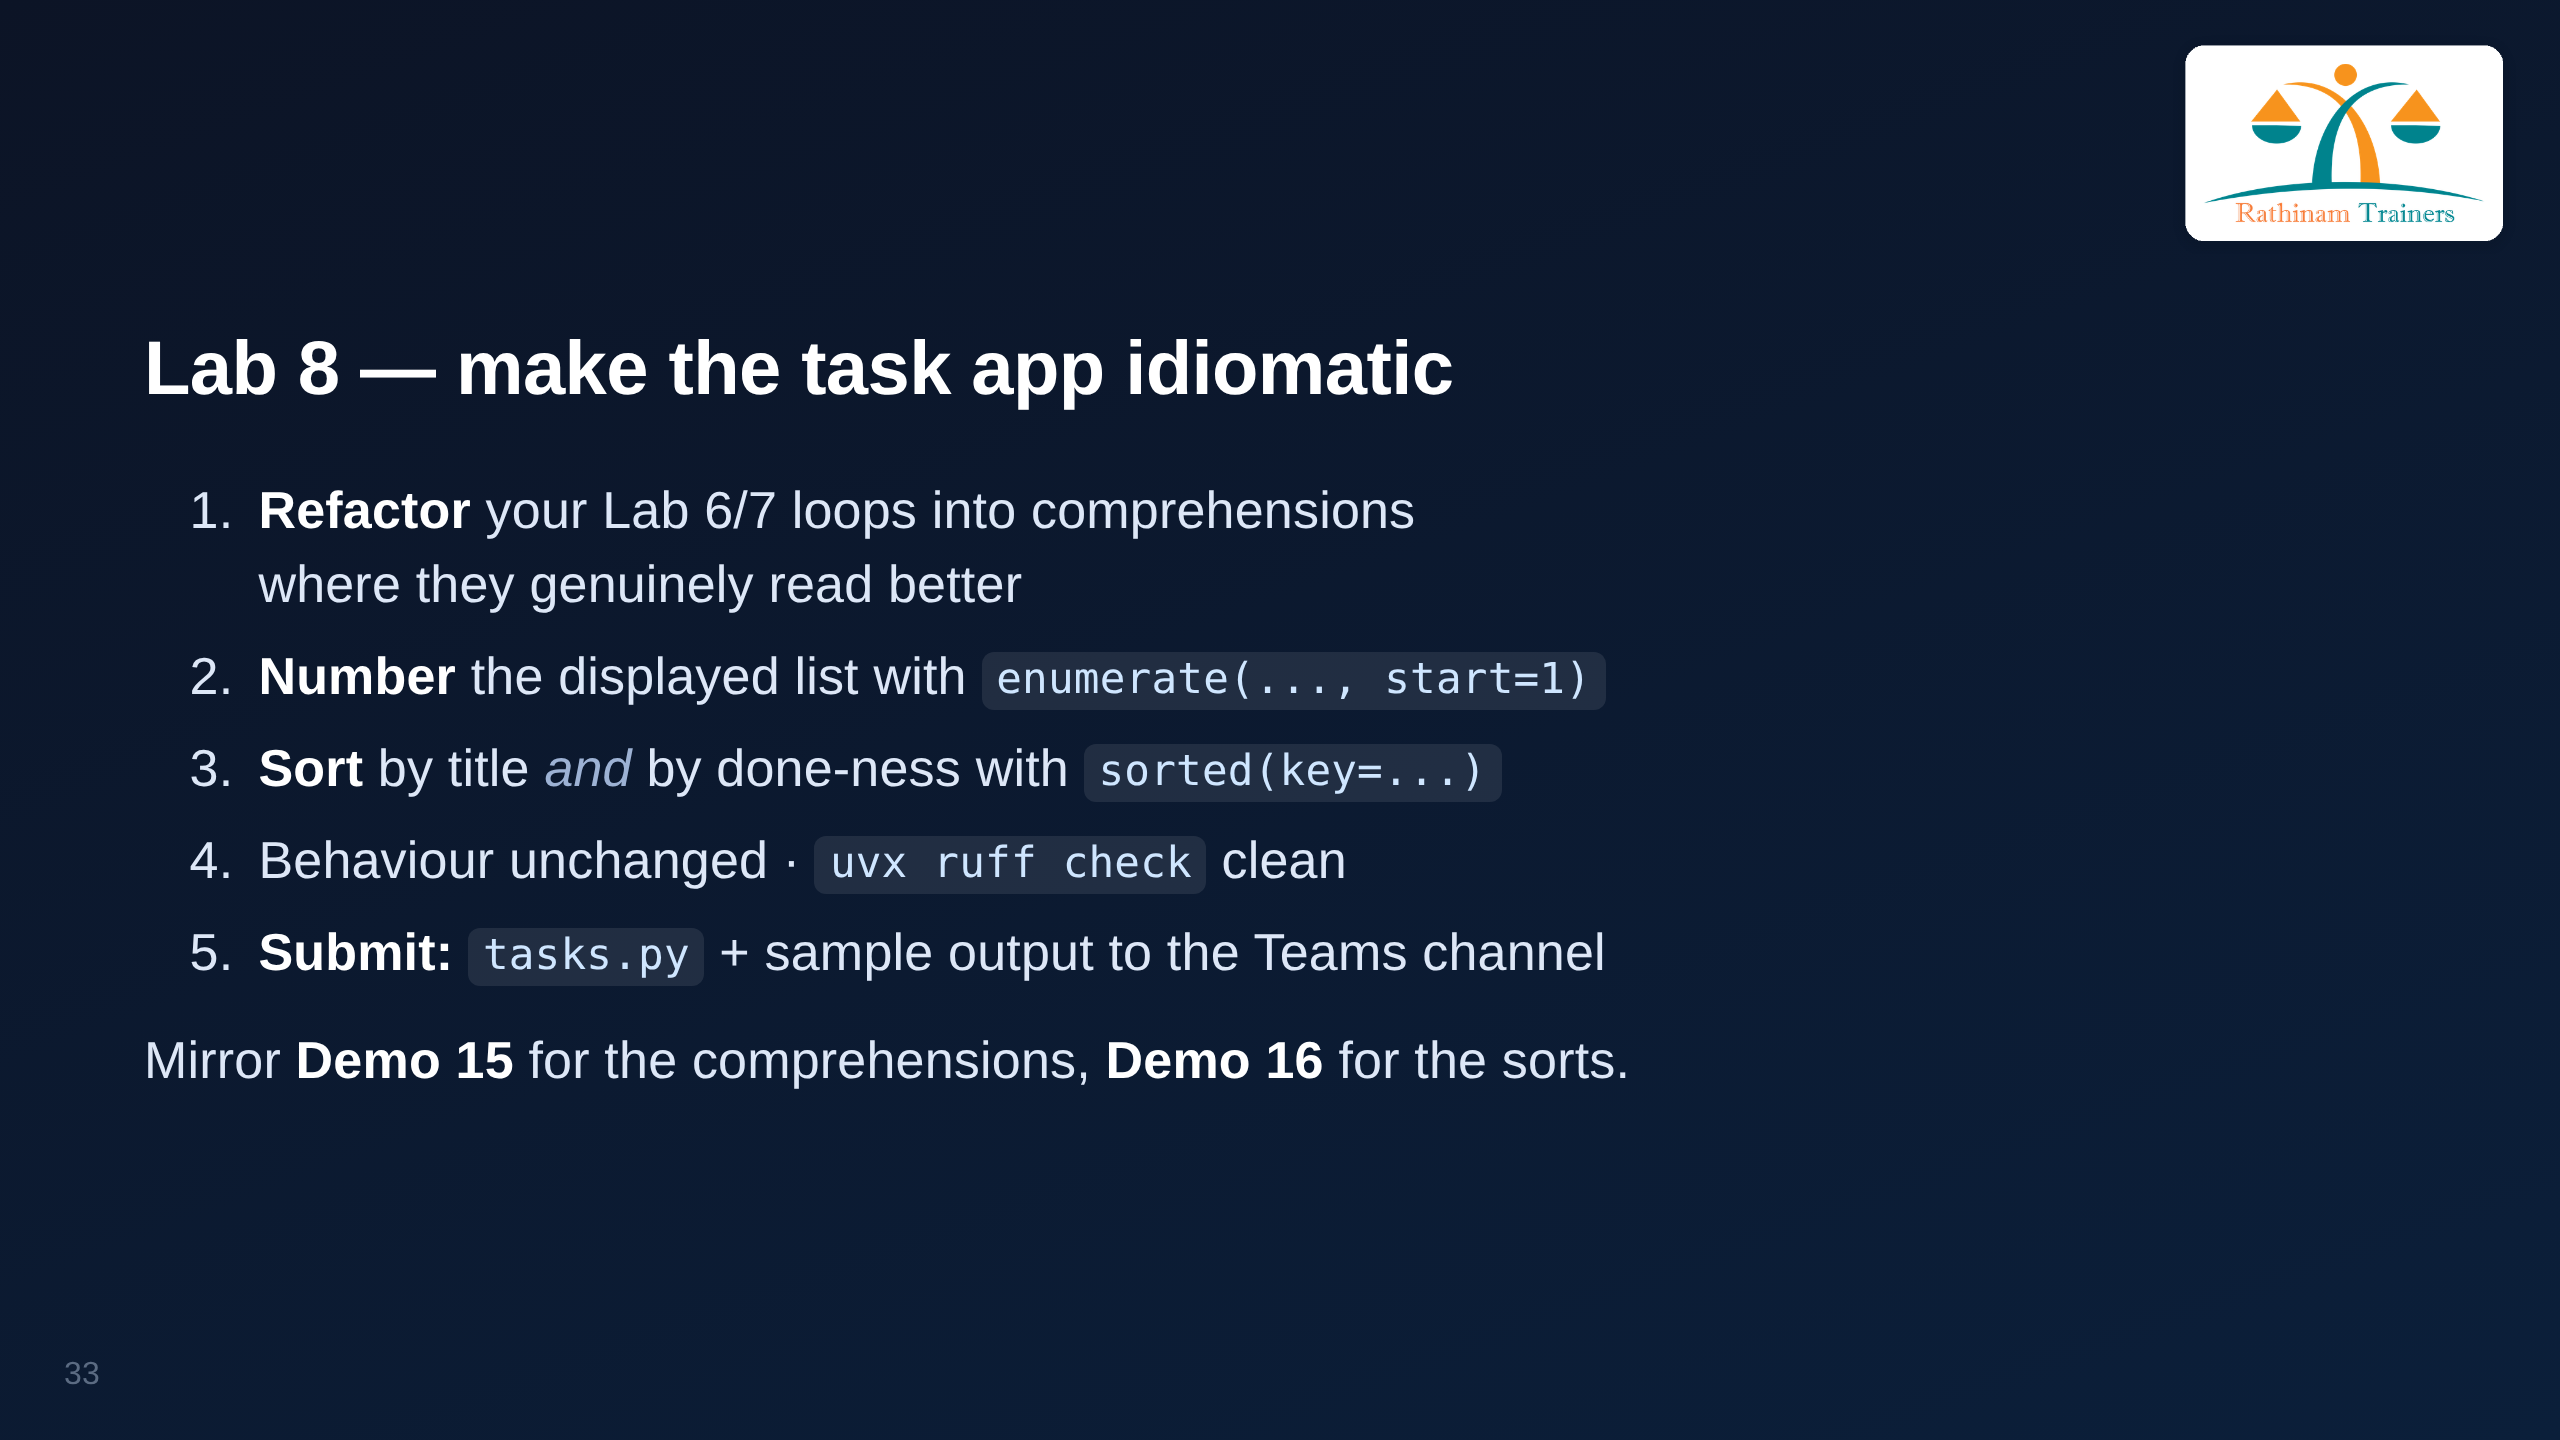 Rathinam Trainers
Lab 8 — make the task app idiomatic
1. Refactor your Lab 6/7 loops into comprehensions
where they genuinely read better
2. Number the displayed list with enumerate(..., start=1)
3. Sort by title and by done-ness with sorted(key=...)
4. Behaviour unchanged · uvx ruff check clean
5. Submit: tasks.py + sample output to the Teams channel
Mirror Demo 15 for the comprehensions, Demo 16 for the sorts.
33